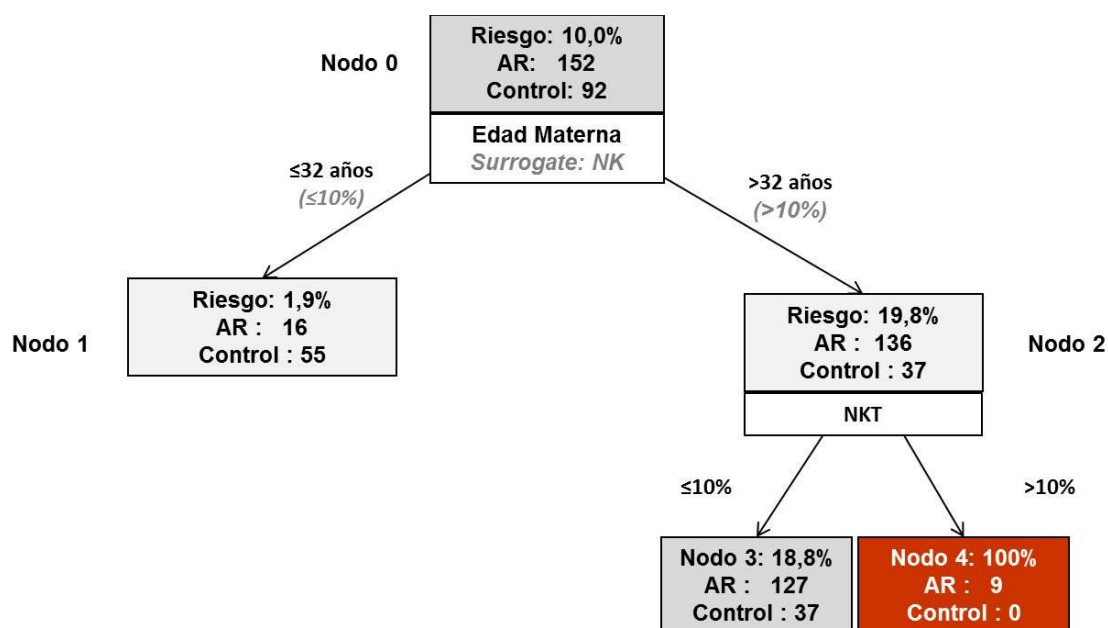 Nodo 0
Riesgo: 10,0%
AR: 152
Control: 92
Edad Materna
Surrogate: NK
≤32 años
(≤10%)
>32 años
(>10%)
Nodo 1
Riesgo: 1,9%
AR : 16
Control : 55
Riesgo: 19,8%
AR : 136
Control : 37
Nodo 2
NKT
≤10%
>10%
Nodo 3: 18,8%
AR : 127
Control : 37
Nodo 4: 100%
AR : 9
Control : 0